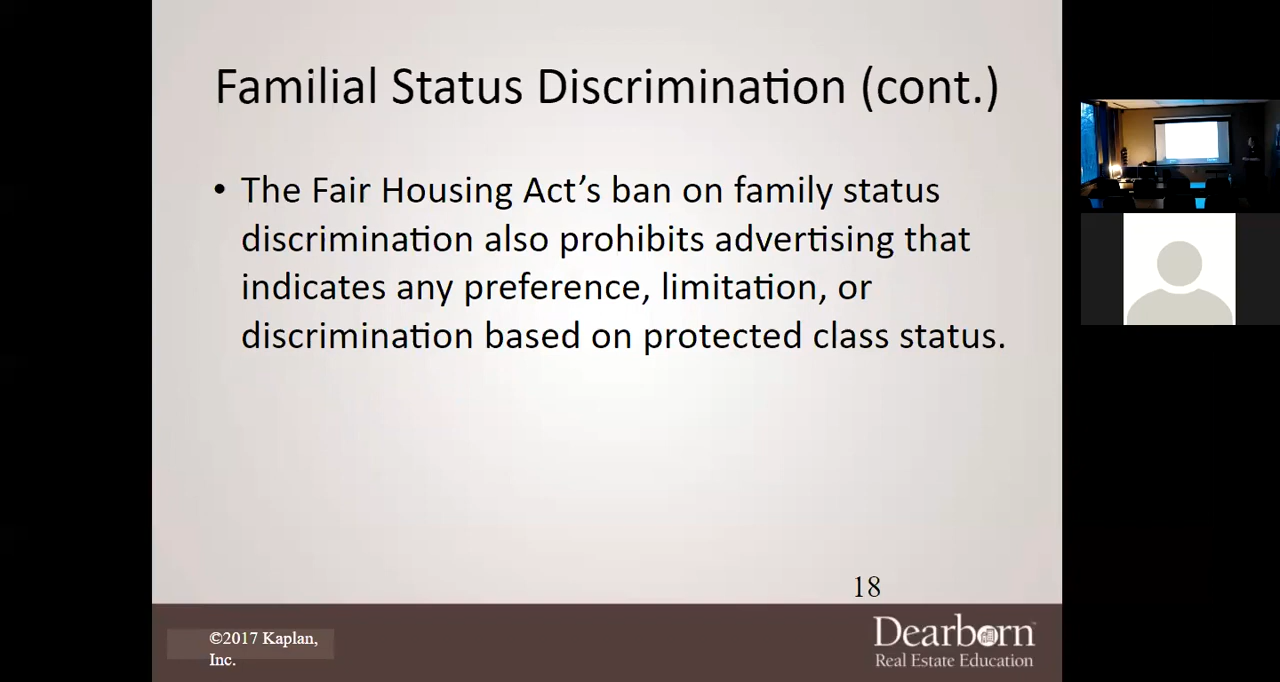 Familial Status Discrimination (cont.)
• The Fair Housing Act’s ban on family status
discrimination also prohibits advertising that
indicates any preference, limitation, or
discrimination based on protected class status.
18
©2017 Kaplan,
Inc.
Dearborn™
Real Estate Education